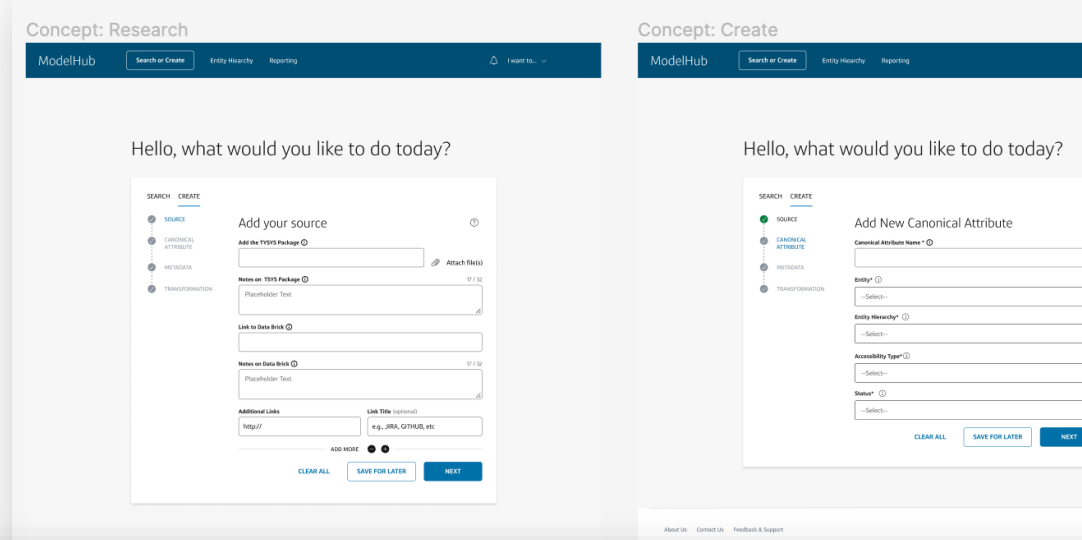 Concept: Research
ModelHub
Search or Create
Entity Hiearchy
Reporting
I want to...
Hello, what would you like to do today?
SEARCH
CREATE
SOURCE
CANONICAL
ATTRIBUTE
METADATA
TRANSFORMATION
Add your source
Add the TYSYS Package
Attach file(s)
Notes on TSYS Package
17 / 32
Placeholder Text
Link to Data Brick
Notes on Data Brick
17 / 32
Placeholder Text
Additional Links
Link Title (optional)
http://
e.g., JIRA, GITHUB, etc
ADD MORE
CLEAR ALL
SAVE FOR LATER
NEXT
Concept: Create
ModelHub
Search or Create
Entity Hiearchy
Reporting
Hello, what would you like to do today?
SEARCH
CREATE
SOURCE
CANONICAL
ATTRIBUTE
METADATA
TRANSFORMATION
Add New Canonical Attribute
Canonical Attribute Name *
Entity*
--Select--
Entity Hierarchy*
--Select--
Accessibility Type*
--Select--
Status*
--Select--
CLEAR ALL
SAVE FOR LATER
NEXT
About Us
Contact Us
Feedback & Support